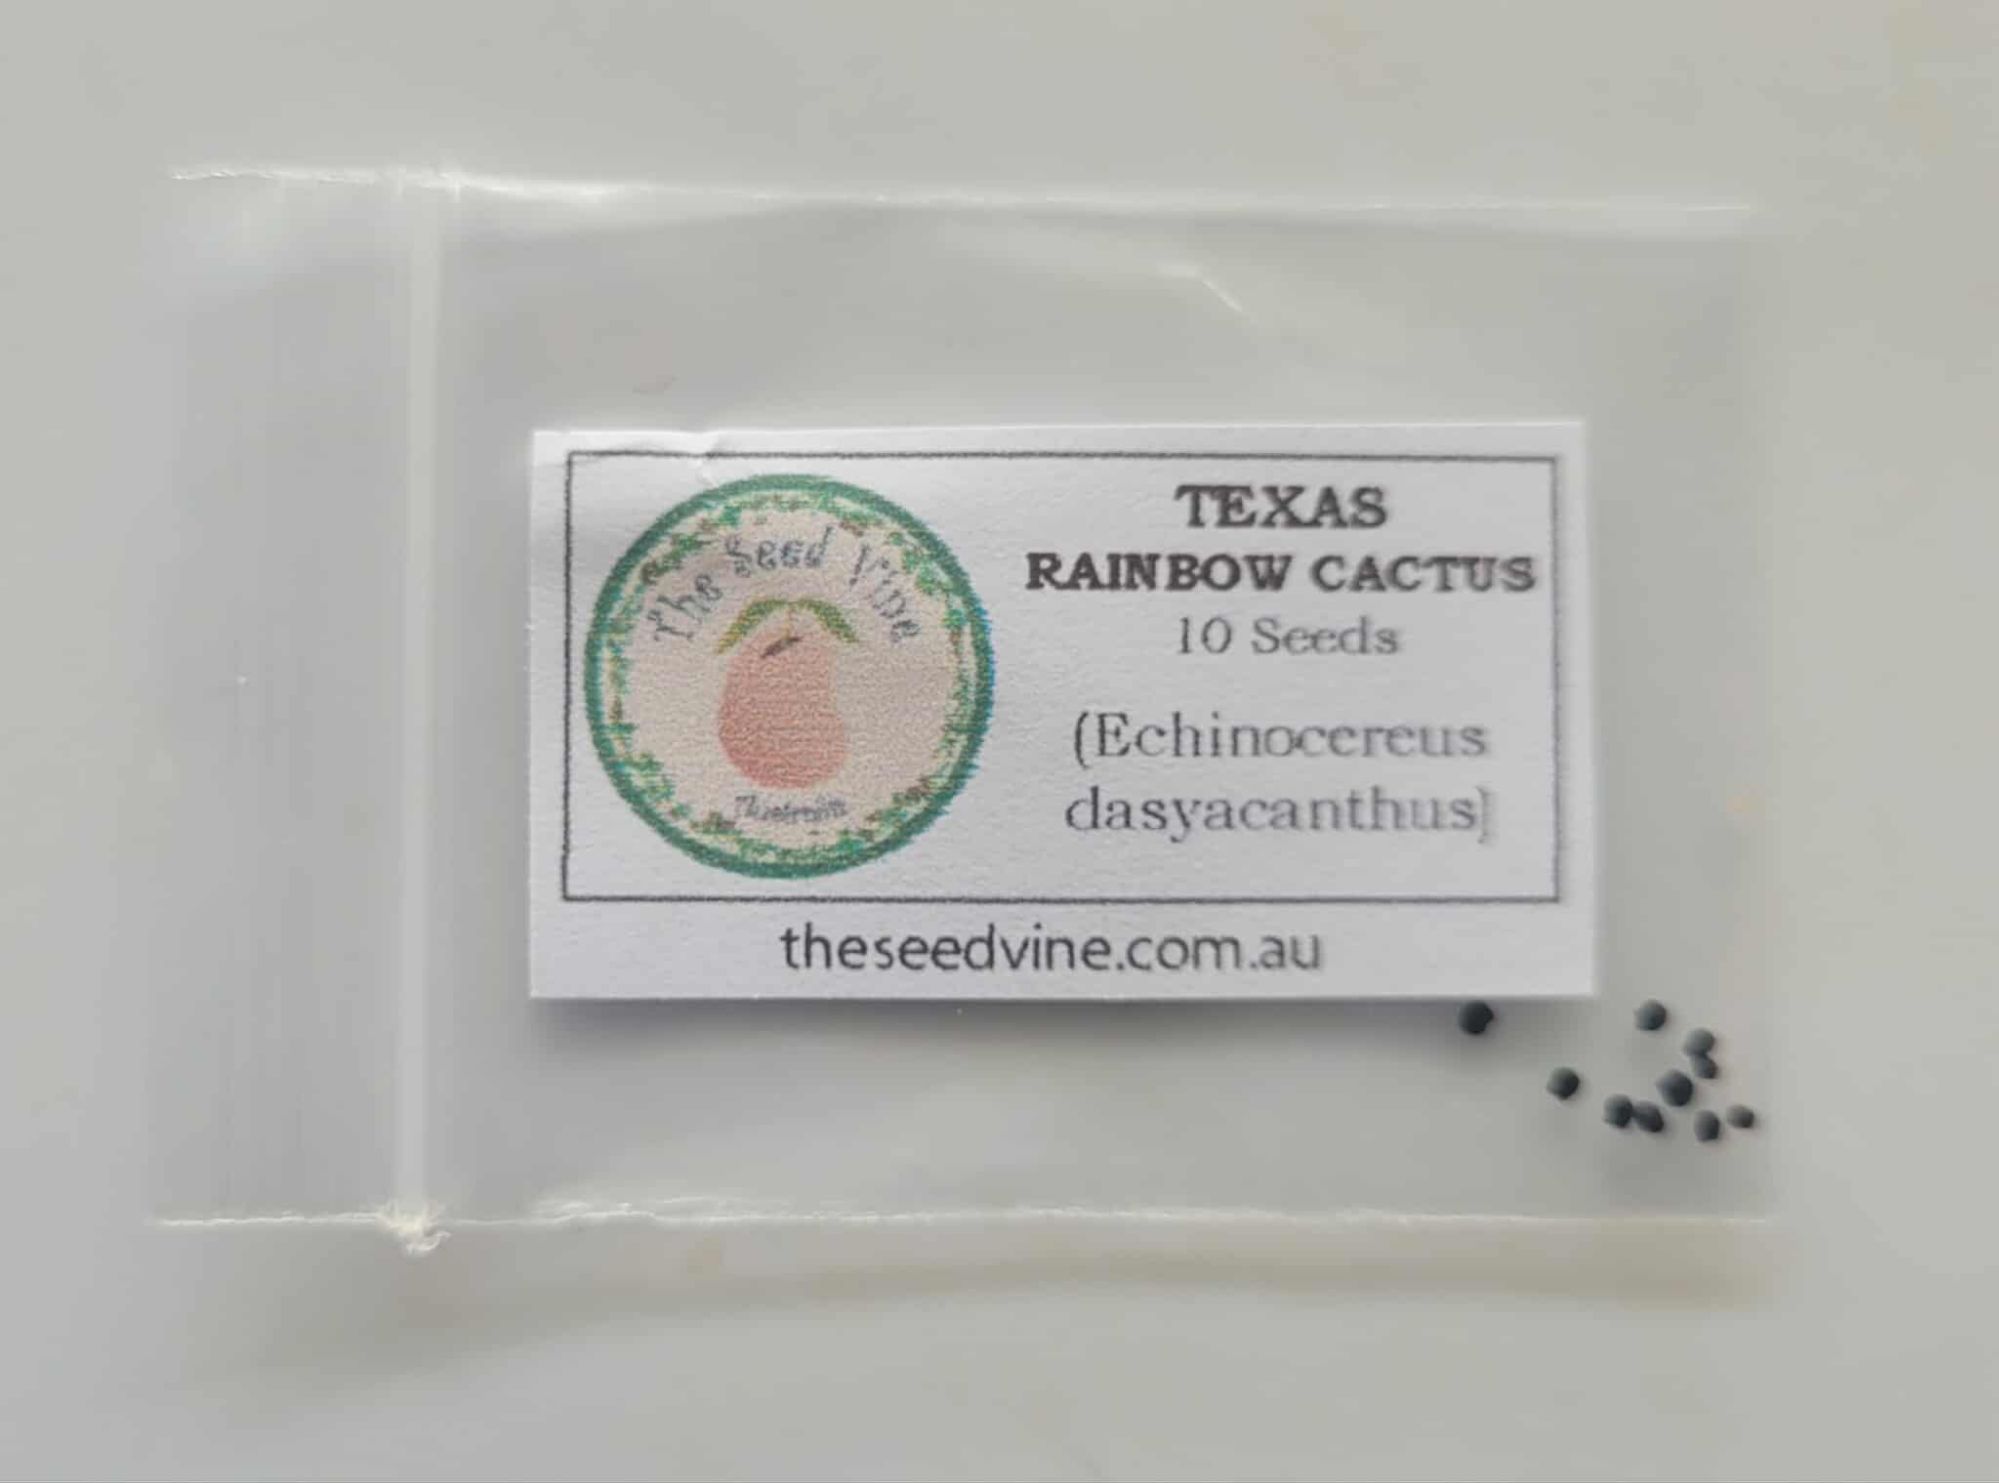 The Seed Vine
TEXAS
RAINBOW CACTUS
10 Seeds
(Echinocereus
dasyacanthus)
theseedvine.com.au